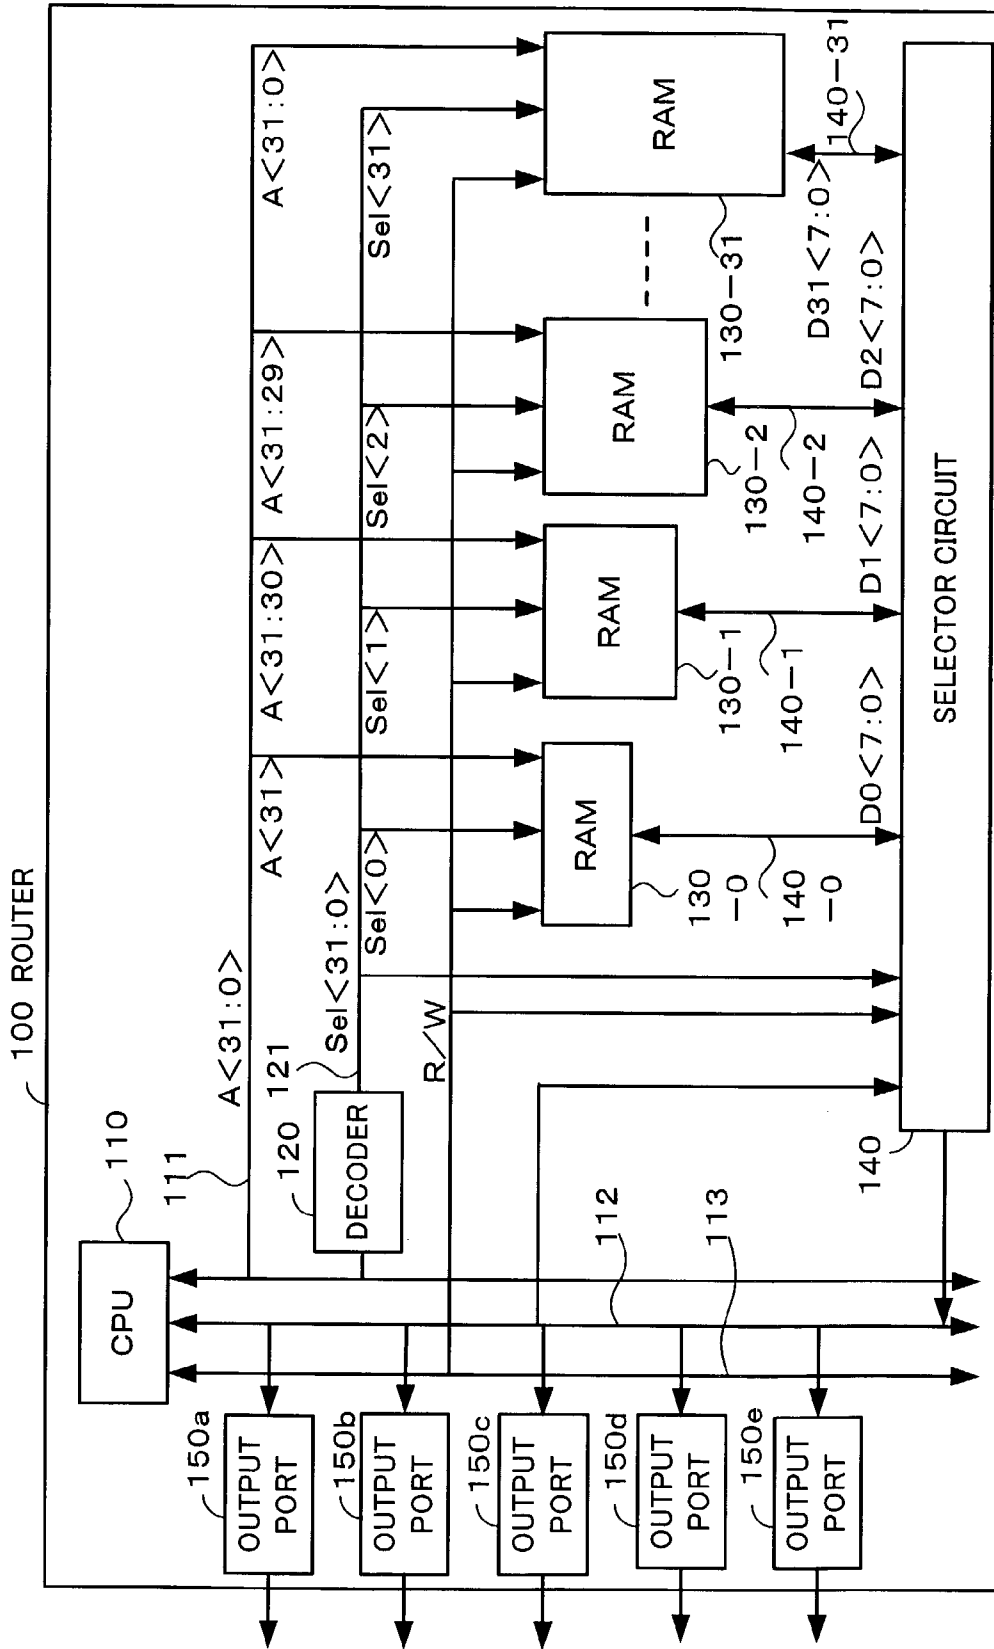 100 ROUTER
CPU
110
111
A<31:0>
A<31>
A<31:30>
A<31:29>
A<31:0>
DECODER
120
121
Sel<31:0>
Sel<0>
Sel<1>
Sel<2>
Sel<31>
R/W
RAM
RAM
RAM
RAM
130
-0
130-1
130-2
130-31
140
-0
140-1
140-2
140-31
D0<7:0>
D1<7:0>
D2<7:0>
D31<7:0>
SELECTOR CIRCUIT
140
112
113
150a
OUTPUT
PORT
150b
OUTPUT
PORT
150c
OUTPUT
PORT
150d
OUTPUT
PORT
150e
OUTPUT
PORT